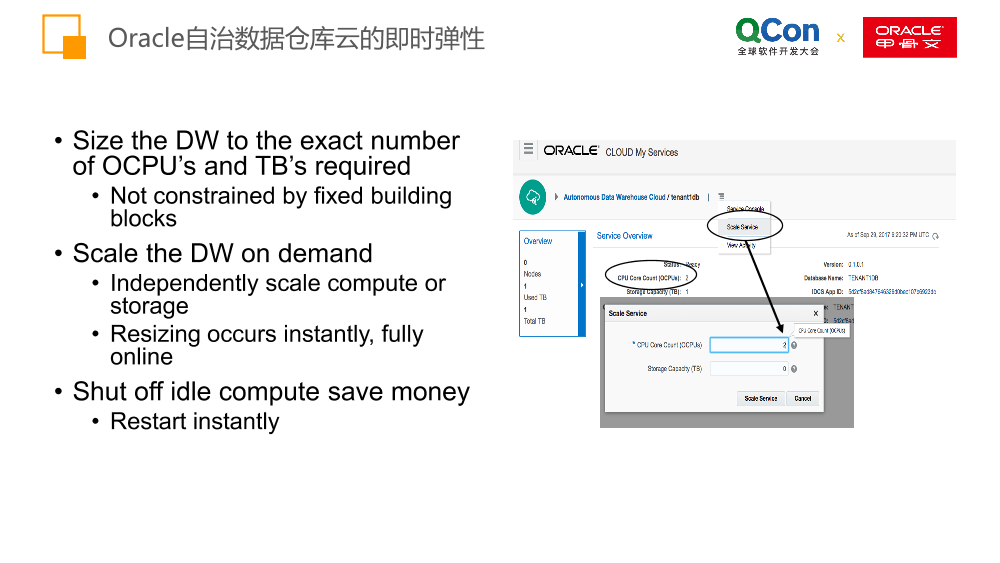 Oracle自治数据仓库云的即时弹性
QCon
全球软件开发大会
x
ORACLE
甲骨文
• Size the DW to the exact number
of OCPU’s and TB’s required
• Not constrained by fixed building
blocks
• Scale the DW on demand
• Independently scale compute or
storage
• Resizing occurs instantly, fully
online
• Shut off idle compute save money
• Restart instantly
ORACLE CLOUD My Services
Autonomous Data Warehouse Cloud / tenant1db
Service Console
Scale Service
View Activity
Overview
0
Nodes
1
Used TB
1
Total TB
Service Overview
As of Sep 29, 2017 6:23:32 PM UTC
Status: Ready
CPU Core Count (OCPUs): 2
Storage Capacity (TB): 1
Version: 0.1.0.1
Database Name: TENANT1DB
IDCS App ID:
TENANT
Scale Service
x
CPU Core Count (OCPUs)
* CPU Core Count (OCPUs) 2
Storage Capacity (TB) 0
Scale Service
Cancel